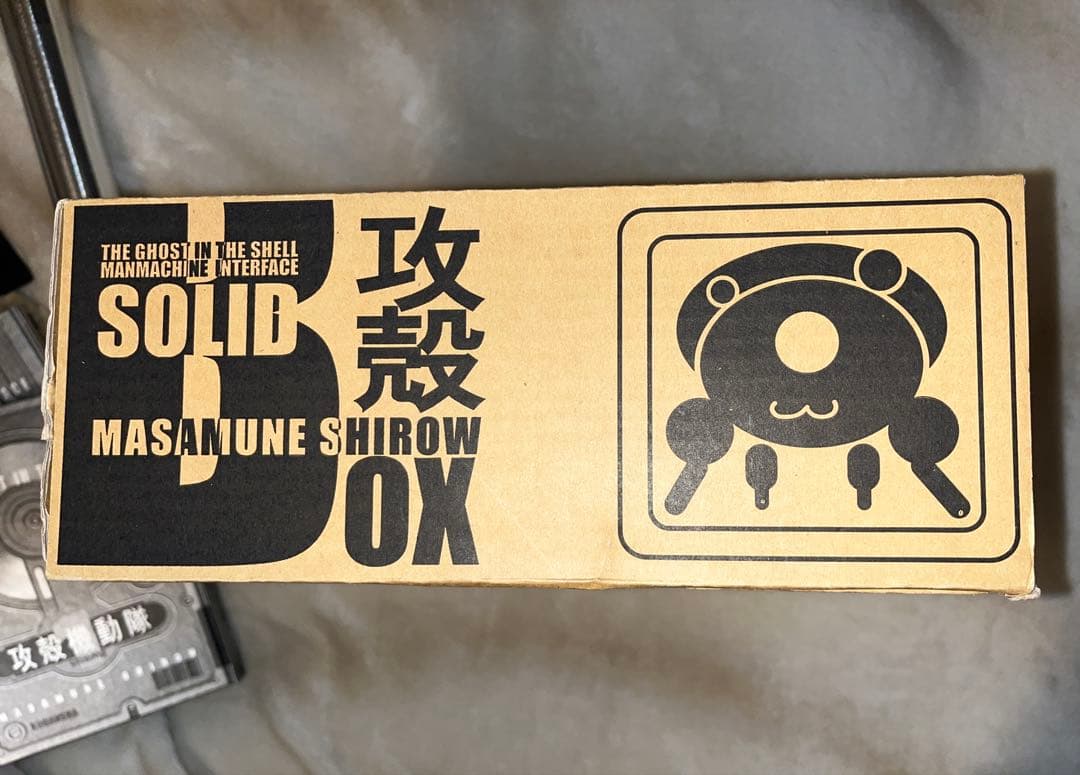 THE GHOST IN THE SHELL
MANMACHINE INTERFACE
SOLID
攻殻
MASAMUNE SHIROW
BOX
攻殻機動隊